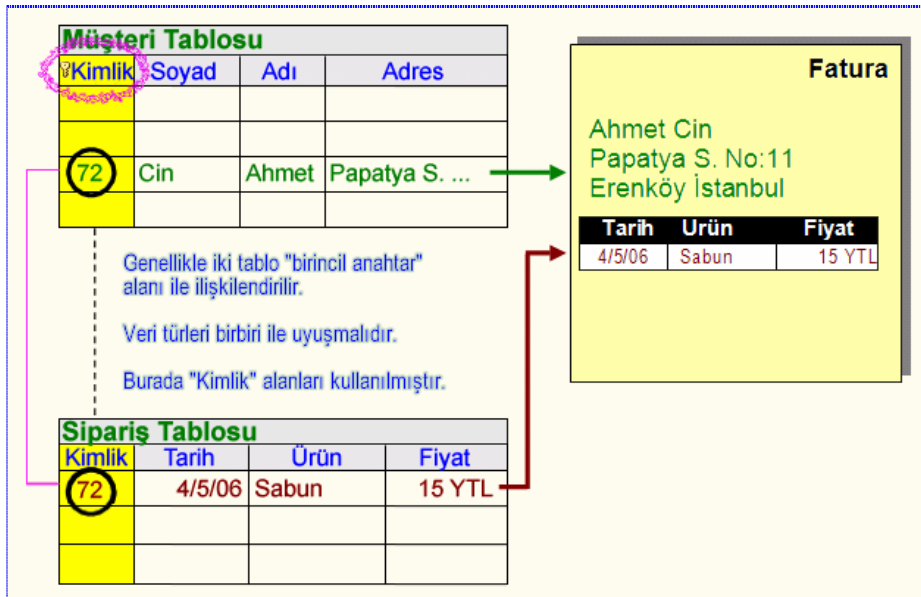 Müşteri Tablosu
Kimlik Soyad Adı Adres
72 Cin Ahmet Papatya S. ...
Genellikle iki tablo "birincil anahtar"
alanı ile ilişkilendirilir.
Veri türleri birbiri ile uyuşmalıdır.
Burada "Kimlik" alanları kullanılmıştır.
Sipariş Tablosu
Kimlik Tarih Ürün Fiyat
72 4/5/06 Sabun 15 YTL
Fatura
Ahmet Cin
Papatya S. No:11
Erenköy İstanbul
Tarih Urün Fiyat
4/5/06 Sabun 15 YTL